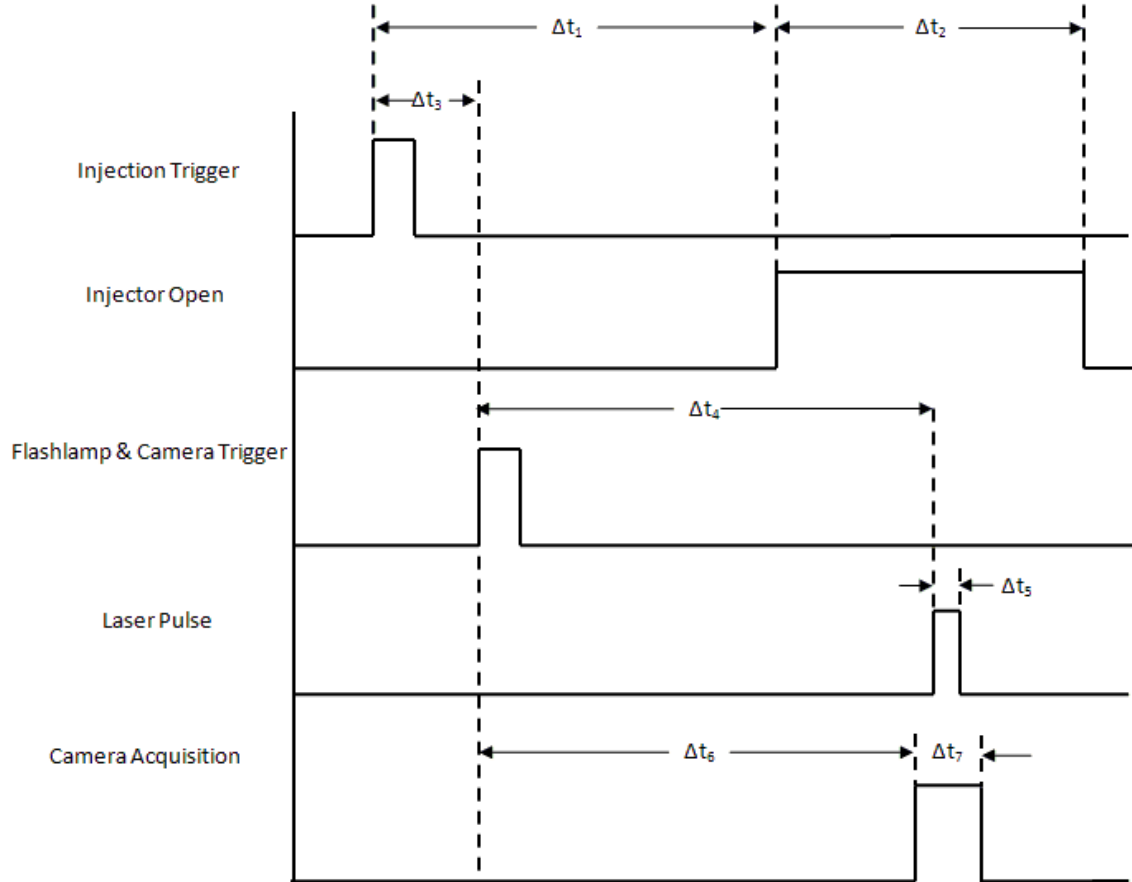 Δt₁
Δt₂
Δt₃
Injection Trigger
Injector Open
Δt₄
Flashlamp & Camera Trigger
Δt₅
Laser Pulse
Camera Acquisition
Δt₆
Δt₇